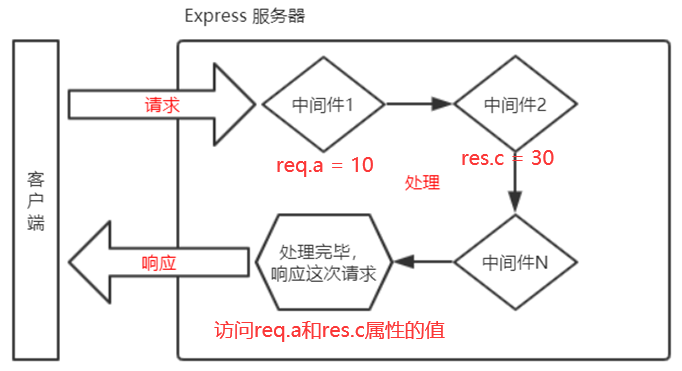 Express 服务器
客户端
请求
中间件1
中间件2
req.a = 10
res.c = 30
处理
响应
处理完毕，
响应这次请求
中间件N
访问req.a和res.c属性的值